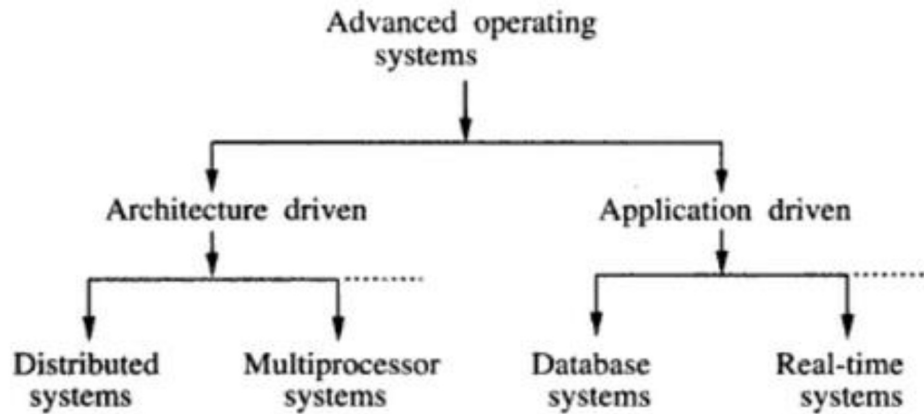 Advanced operating
systems
Architecture driven
Application driven
Distributed
systems
Multiprocessor
systems
Database
systems
Real-time
systems